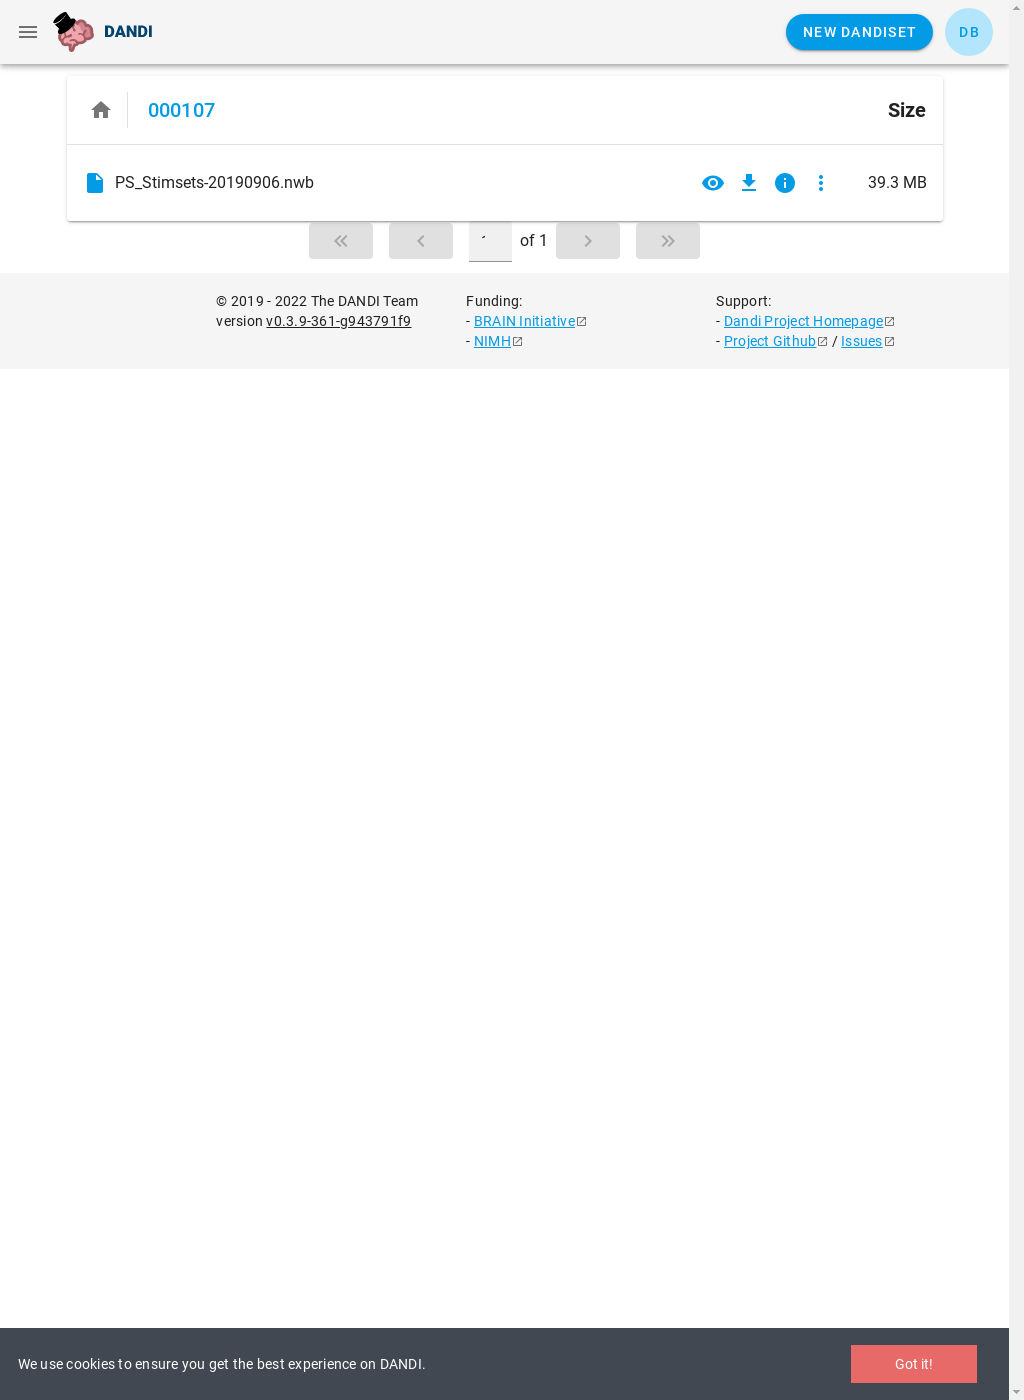 DANDI
NEW DANDISET
DB
000107
Size
PS_Stimsets-20190906.nwb
39.3 MB
of 1
© 2019 - 2022 The DANDI Team
version v0.3.9-361-g943791f9
Funding:
- BRAIN Initiative
- NIMH
Support:
- Dandi Project Homepage
- Project Github / Issues
We use cookies to ensure you get the best experience on DANDI.
Got it!